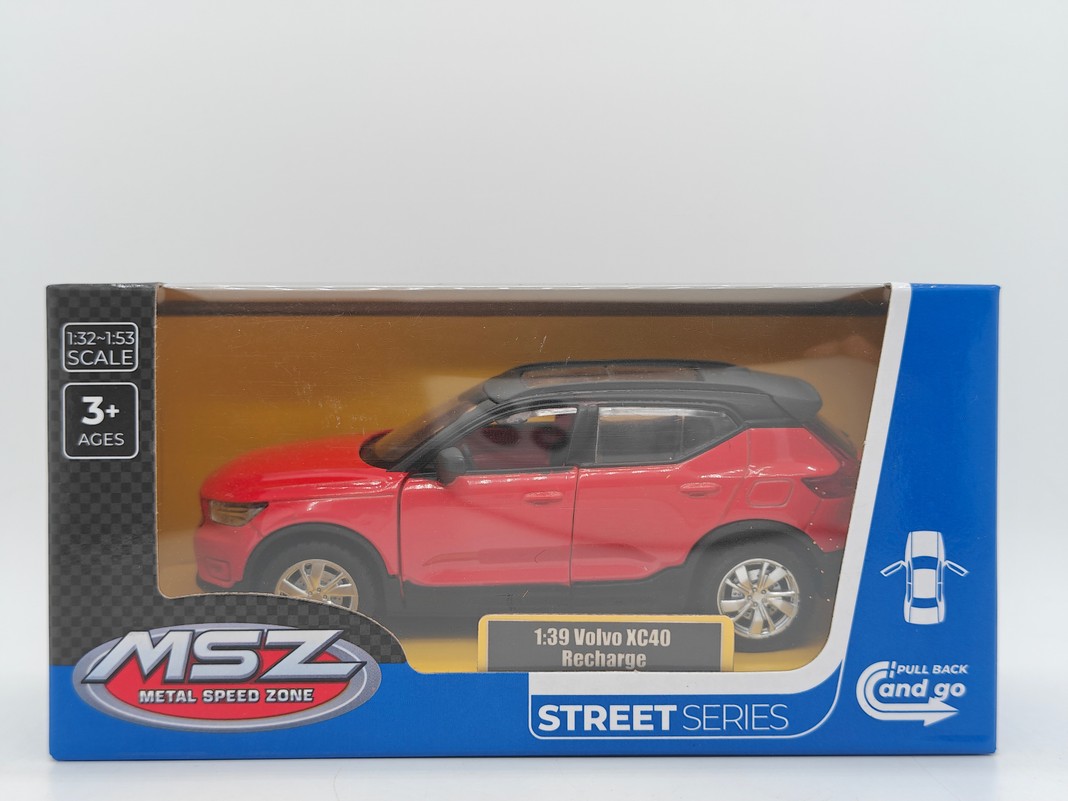 1:32~1:53
SCALE
3+
AGES
MSZ
METAL SPEED ZONE
1:39 Volvo XC40
Recharge
STREET SERIES
PULL BACK
and go